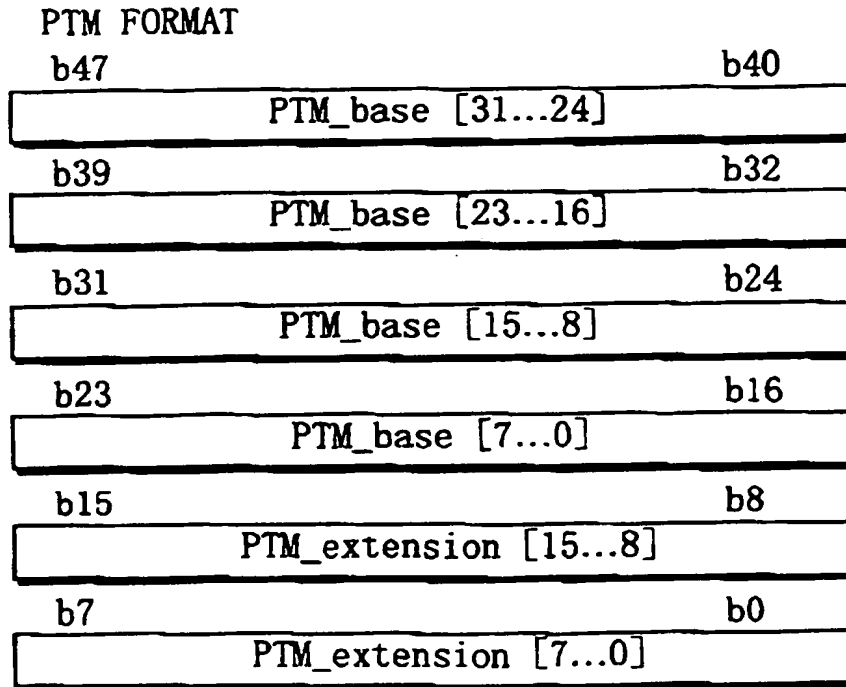 PTM FORMAT
b47 b40
PTM_base [31...24]
b39 b32
PTM_base [23...16]
b31 b24
PTM_base [15...8]
b23 b16
PTM_base [7...0]
b15 b8
PTM_extension [15...8]
b7 b0
PTM_extension [7...0]